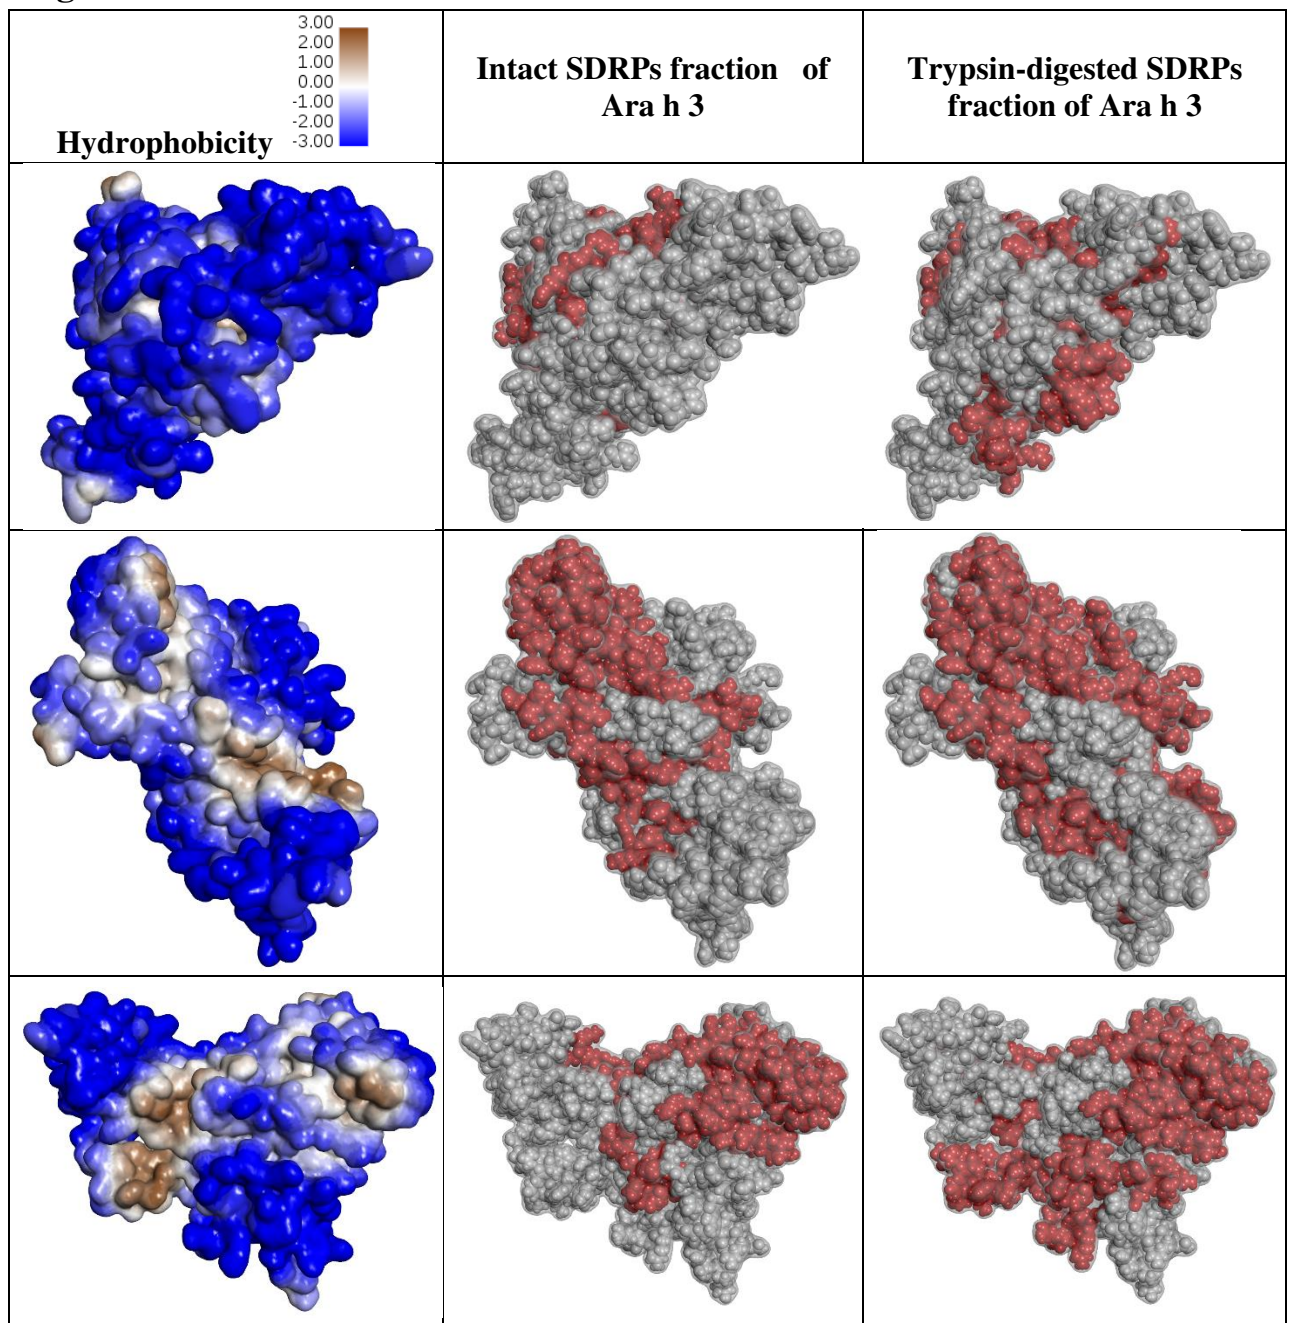 3.00
2.00
1.00
0.00
-1.00
-2.00
-3.00
Hydrophobicity
Intact SDRPs fraction of
Ara h 3
Trypsin-digested SDRPs
fraction of Ara h 3